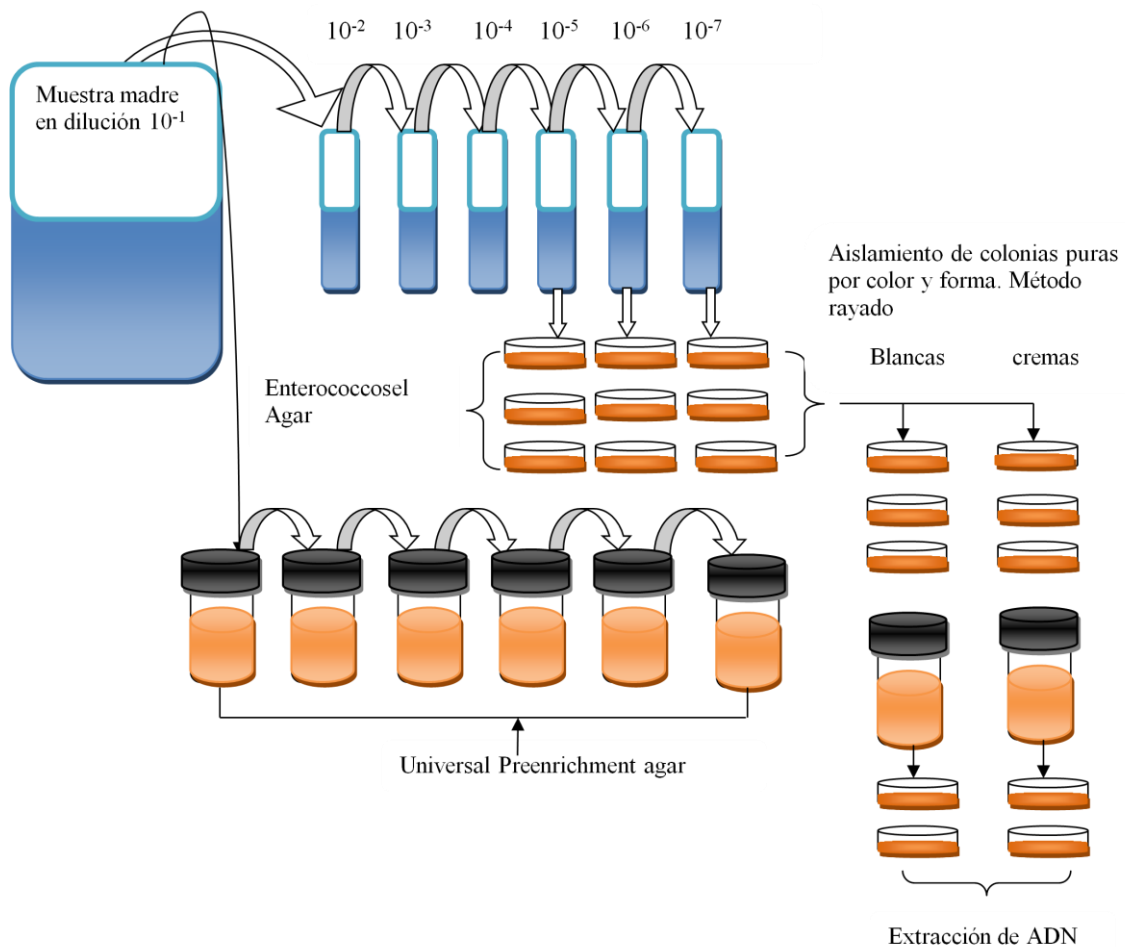 10⁻² 10⁻³ 10⁻⁴ 10⁻⁵ 10⁻⁶ 10⁻⁷
Muestra madre
en dilución 10⁻¹
Aislamiento de colonias puras
por color y forma. Método
rayado
Blancas cremas
Enterococcosel
Agar
Universal Preenrichment agar
Extracción de ADN